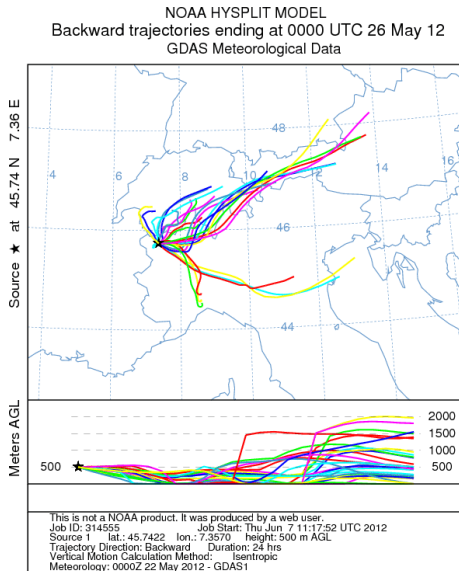 NOAA HYSPLIT MODEL
Backward trajectories ending at 0000 UTC 26 May 12
GDAS Meteorological Data
Source ★ at 45.74 N 7.36 E
4
6
8
10
12
14
16
48
46
44
Meters AGL
500
2000
1500
1000
500
This is not a NOAA product. It was produced by a web user.
Job ID: 314555 Job Start: Thu Jun 7 11:17:52 UTC 2012
Source 1 lat.: 45.7422 lon.: 7.3570 height: 500 m AGL
Trajectory Direction: Backward Duration: 24 hrs
Vertical Motion Calculation Method: Isentropic
Meteorology: 0000Z 22 May 2012 - GDAS1